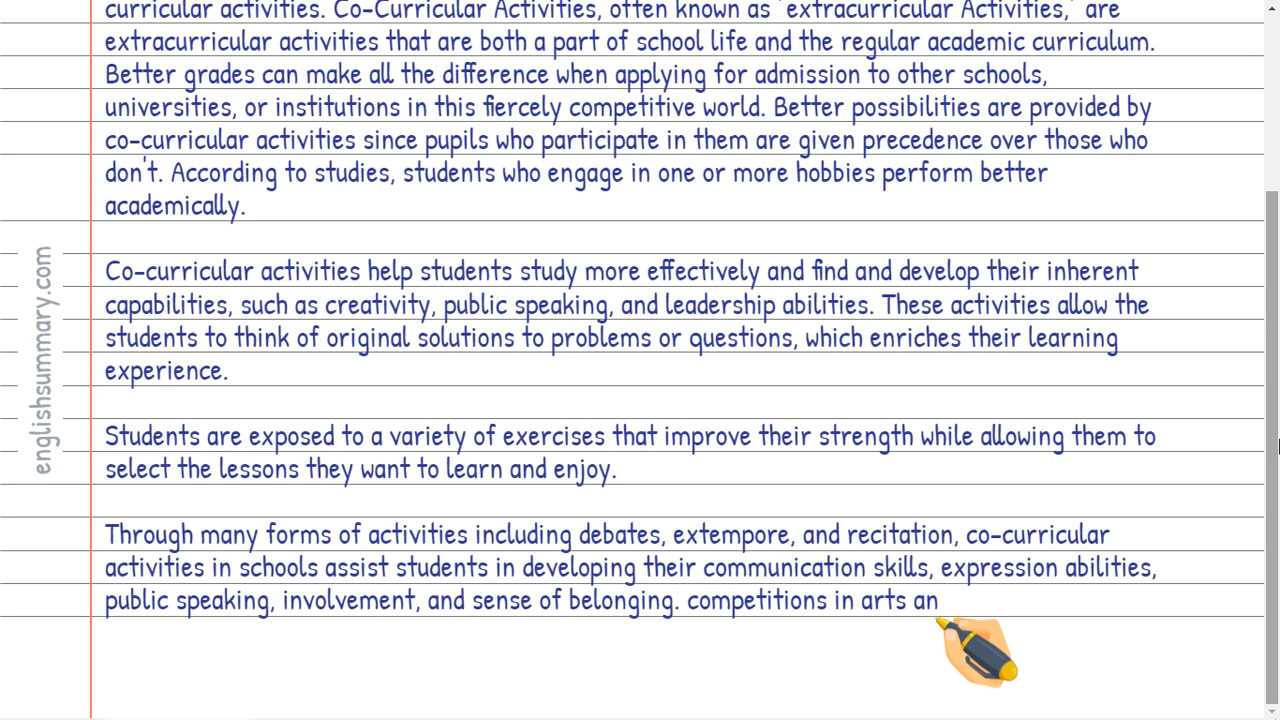 curricular activities. Co-Curricular Activities, often known as "extracurricular Activities," are
extracurricular activities that are both a part of school life and the regular academic curriculum.
Better grades can make all the difference when applying for admission to other schools,
universities, or institutions in this fiercely competitive world. Better possibilities are provided by
co-curricular activities since pupils who participate in them are given precedence over those who
don't. According to studies, students who engage in one or more hobbies perform better
academically.
Co-curricular activities help students study more effectively and find and develop their inherent
capabilities, such as creativity, public speaking, and leadership abilities. These activities allow the
students to think of original solutions to problems or questions, which enriches their learning
experience.
Students are exposed to a variety of exercises that improve their strength while allowing them to
select the lessons they want to learn and enjoy.
Through many forms of activities including debates, extempore, and recitation, co-curricular
activities in schools assist students in developing their communication skills, expression abilities,
public speaking, involvement, and sense of belonging. competitions in arts an
englishsummary.com